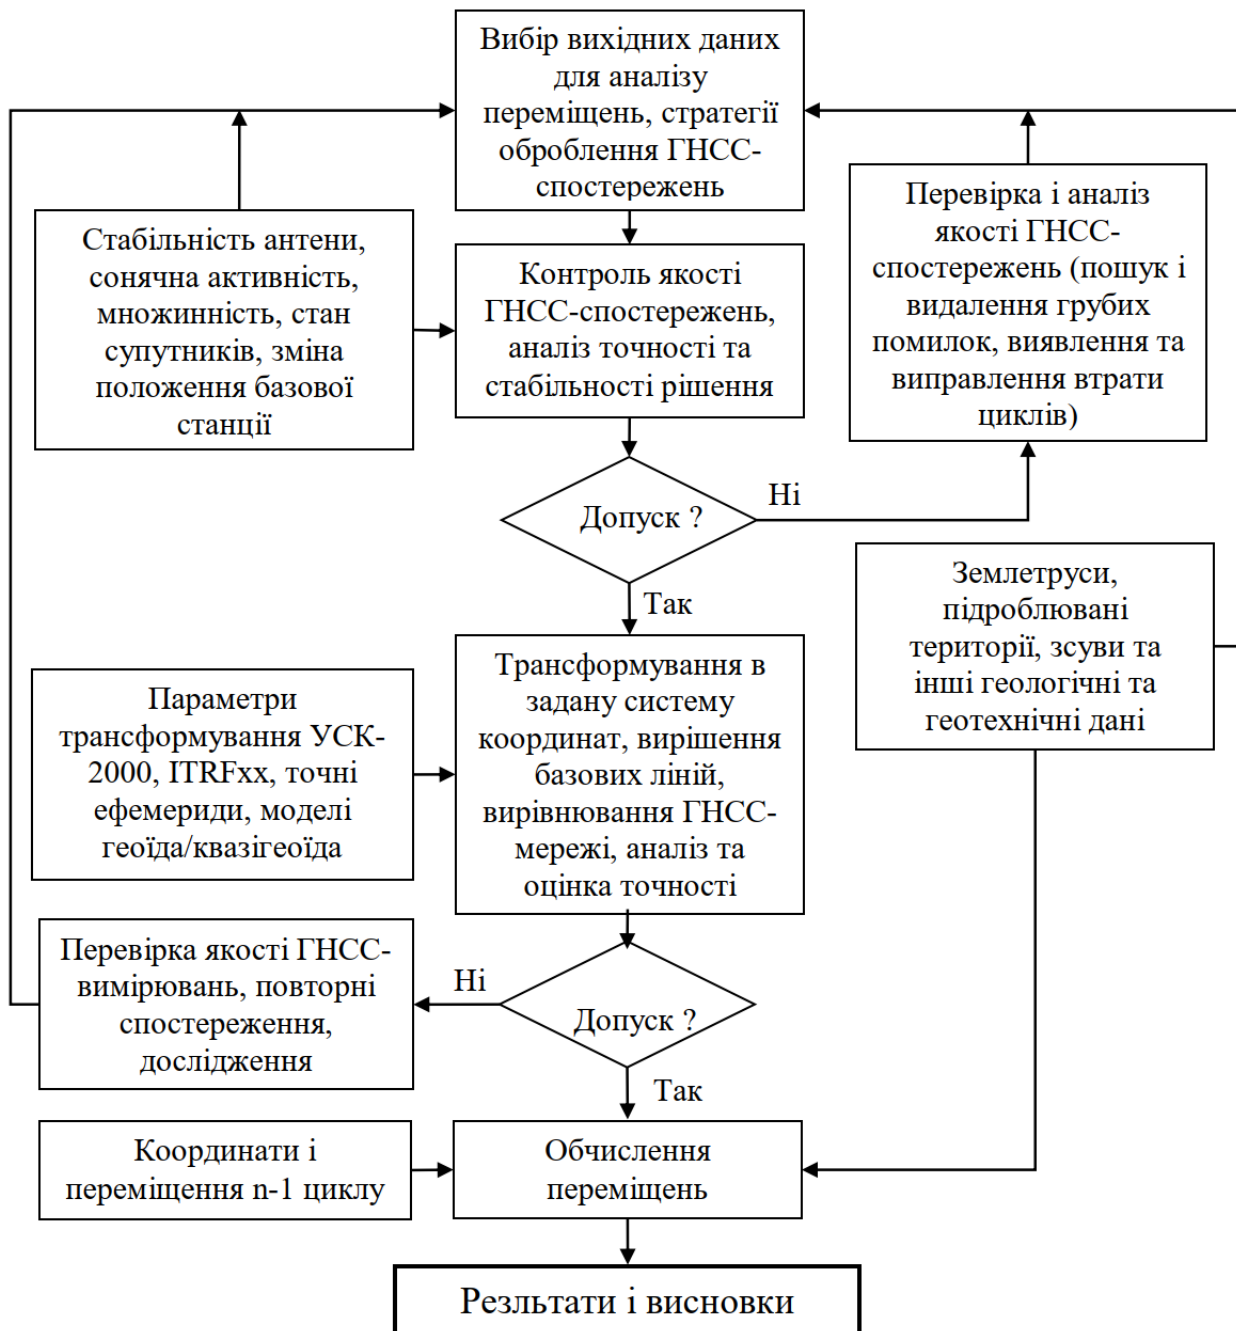 Вибір вихідних даних
для аналізу
переміщень, стратегії
оброблення ГНСС-
спостережень
Стабільність антени,
сонячна активність,
множинність, стан
супутників, зміна
положення базової
станції
Контроль якості
ГНСС-спостережень,
аналіз точності та
стабільності рішення
Перевірка і аналіз
якості ГНСС-
спостережень (пошук і
видалення грубих
помилок, виявлення та
виправлення втрати
циклів)
Допуск ?
Ні
Так
Землетруси,
підроблювані
території, зсуви та
інші геологічні та
геотехнічні дані
Параметри
трансформування УСК-
2000, ITRFxx, точні
ефемериди, моделі
геоїда/квазігеоїда
Трансформування в
задану систему
координат, вирішення
базових ліній,
вирівнювання ГНСС-
мережі, аналіз та
оцінка точності
Перевірка якості ГНСС-
вимірювань, повторні
спостереження,
дослідження
Ні
Допуск ?
Так
Координати і
переміщення n-1 циклу
Обчислення
переміщень
Резльтати і висновки